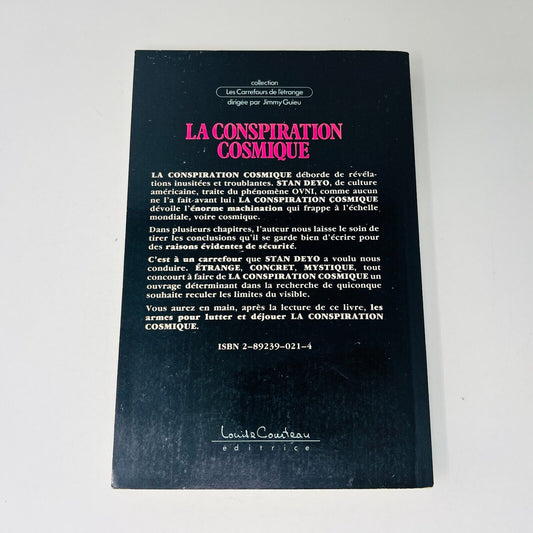 collection
Les Carrefours de l'étrange
dirigée par Jimmy Guieu
LA CONSPIRATION
COSMIQUE
LA CONSPIRATION COSMIQUE déborde de révéla-
tions inusitées et troublantes. STAN DEYO, de culture
américaine, traite du phénomène OVNI, comme aucun
ne l'a fait-avant lui: LA CONSPIRATION COSMIQUE
dévoile l'énorme machination qui frappe à l'échelle
mondiale, voire cosmique.
Dans plusieurs chapitres, l'auteur nous laisse le soin de
tirer les conclusions qu'il se garde bien d'écrire pour
des raisons évidentes de sécurité.
C'est à un carrefour que STAN DEYO a voulu nous
conduire. ÉTRANGE, CONCRET, MYSTIQUE, tout
concourt à faire de LA CONSPIRATION COSMIQUE un
ouvrage déterminant dans la recherche de quiconque
souhaite reculer les limites du visible.
Vous aurez en main, après la lecture de ce livre, les
armes pour lutter et déjouer LA CONSPIRATION
COSMIQUE.
ISBN 2-89239-021-4
Louise Courteau
éditrice